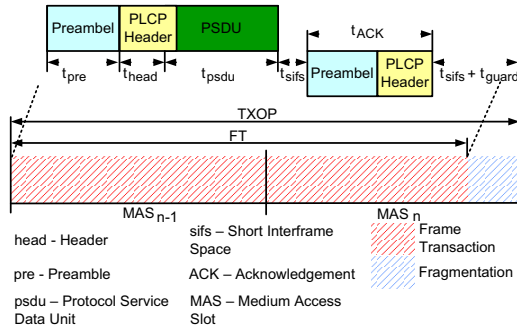 Preambel
PLCP Header
PSDU
t_pre
t_head
t_psdu
t_sifs
t_ACK
Preambel
PLCP Header
t_sifs + t_guard
TXOP
FT
MAS_n-1
MAS_n
head - Header
pre - Preamble
psdu – Protocol Service
Data Unit
sifs – Short Interframe
Space
ACK – Acknowledgement
MAS – Medium Access
Slot
Frame
Transaction
Fragmentation